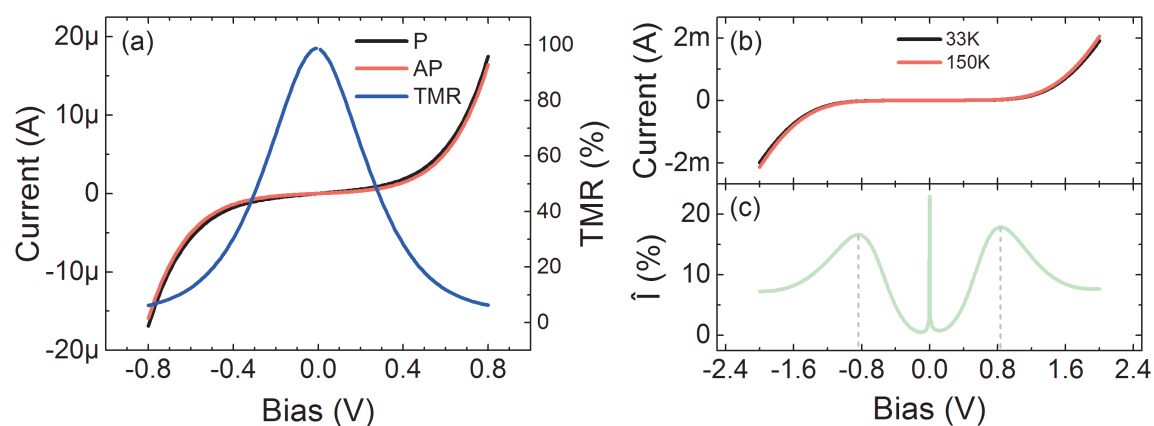 (a)
P
AP
TMR
20µ
10µ
0
-10µ
-20µ
Current (A)
100
80
60
40
20
0
TMR (%)
-0.8 -0.4 0.0 0.4 0.8
Bias (V)
(b)
33K
150K
2m
0
-2m
Current (A)
(c)
20
10
0
Î (%)
-2.4 -1.6 -0.8 0.0 0.8 1.6 2.4
Bias (V)